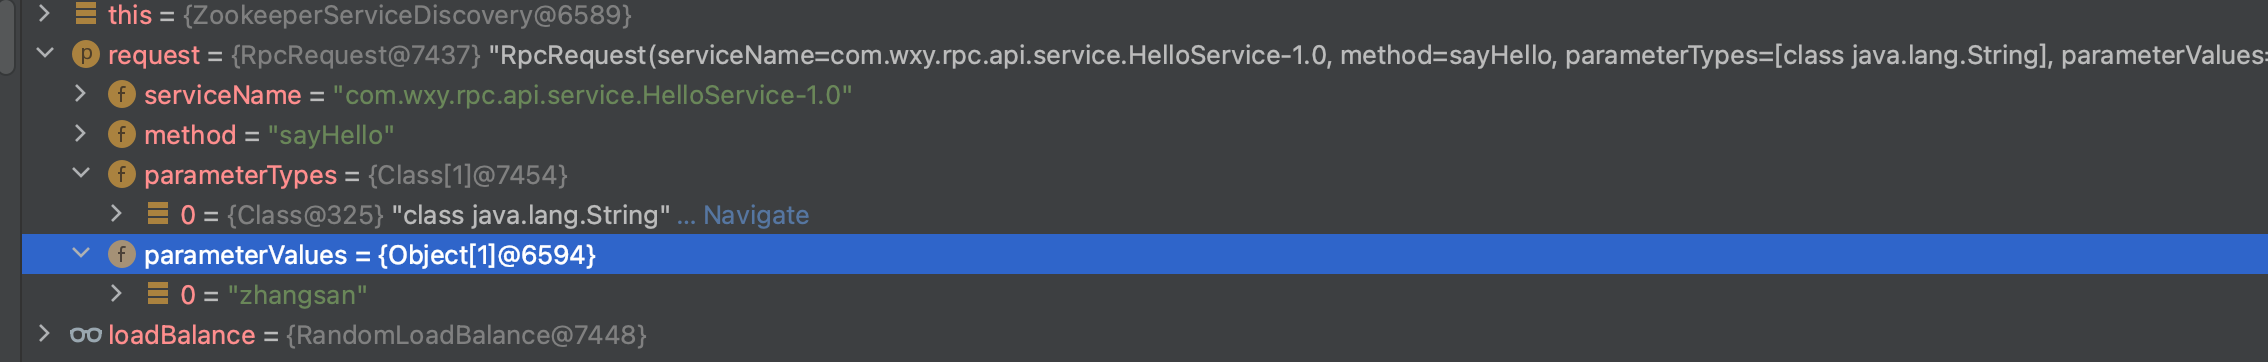 this = {ZookeeperServiceDiscovery@6589}
p request = {RpcRequest@7437} "RpcRequest(serviceName=com.wxy.rpc.api.service.HelloService-1.0, method=sayHello, parameterTypes=[class java.lang.String], parameterValues=
f serviceName = "com.wxy.rpc.api.service.HelloService-1.0"
f method = "sayHello"
f parameterTypes = {Class[1]@7454}
0 = {Class@325} "class java.lang.String" ... Navigate
f parameterValues = {Object[1]@6594}
0 = "zhangsan"
loadBalance = {RandomLoadBalance@7448}